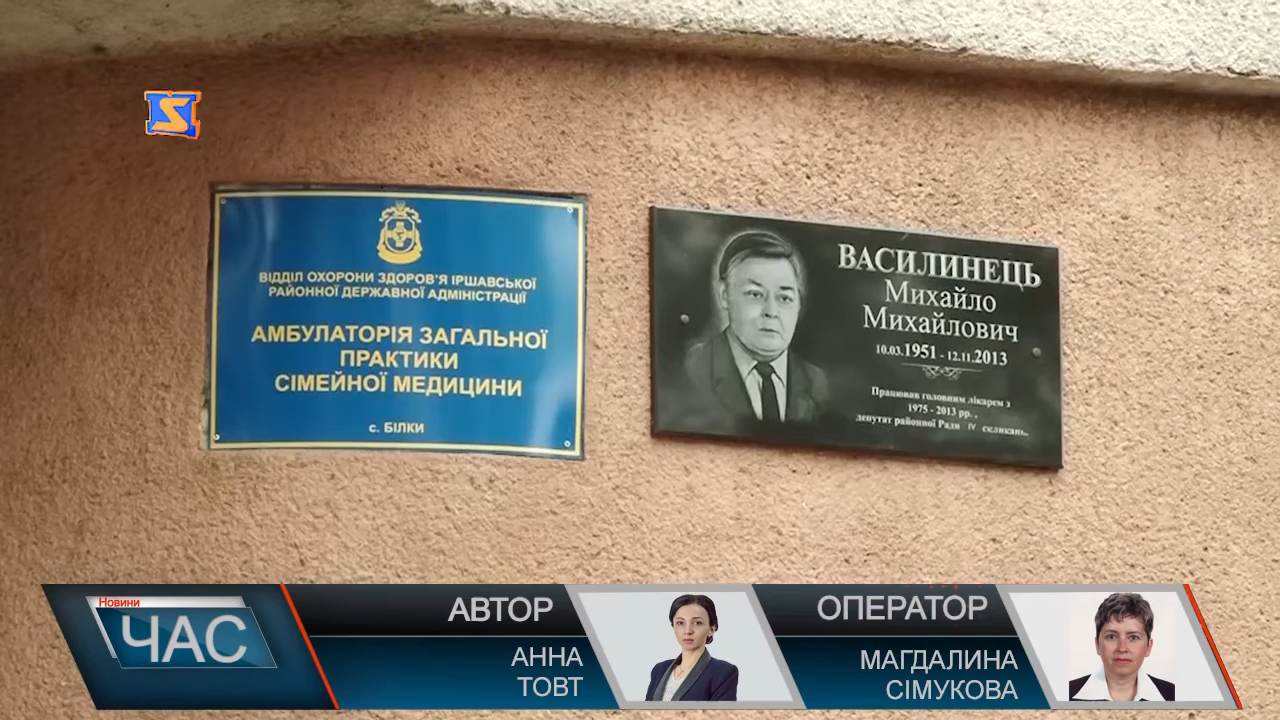 S
ВІДДІЛ ОХОРОНИ ЗДОРОВ'Я ІРШАВСЬКОЇ
РАЙОННОЇ ДЕРЖАВНОЇ АДМІНІСТРАЦІЇ
АМБУЛАТОРІЯ ЗАГАЛЬНОЇ
ПРАКТИКИ
СІМЕЙНОЇ МЕДИЦИНИ
с. БІЛКИ
ВАСИЛИНЕЦЬ
Михайло
Михайлович
10.03.1951 - 12.11.2013
Працював головним лікарем з
1975 - 2013 рр. ,
депутат районної Ради IV скликань.
Новини
ЧАС
АВТОР
АННА
ТОВТ
ОПЕРАТОР
МАГДАЛИНА
СІМУКОВА